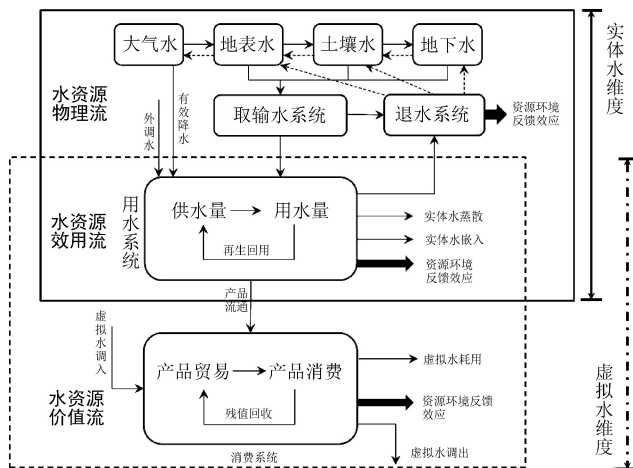 大气水
地表水
土壤水
地下水
实体水维度
水资源
物理流
外调水
有效降水
取输水系统
退水系统
资源环境
反馈效应
水资源
效用流
用水系统
供水量
用水量
再生回用
实体水蒸散
实体水嵌入
资源环境
反馈效应
产品
流通
虚拟水调入
水资源
价值流
产品贸易
产品消费
残值回收
虚拟水耗用
资源环境反馈
效应
虚拟水调出
消费系统
虚拟水维度